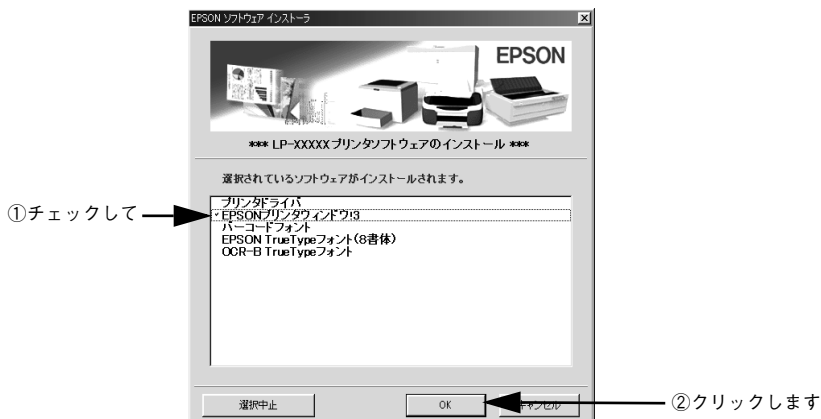 EPSON ソフトウェア インストーラ
EPSON
*** LP-XXXXXプリンタソフトウェアのインストール ***
選択されているソフトウェアがインストールされます。
プリンタドライバ
①チェックして
EPSONプリンタウィンドウ!3
バーコードフォント
EPSON TrueTypeフォント(8書体)
OCR-B TrueTypeフォント
選択中止
OK
キャンセル
②クリックします